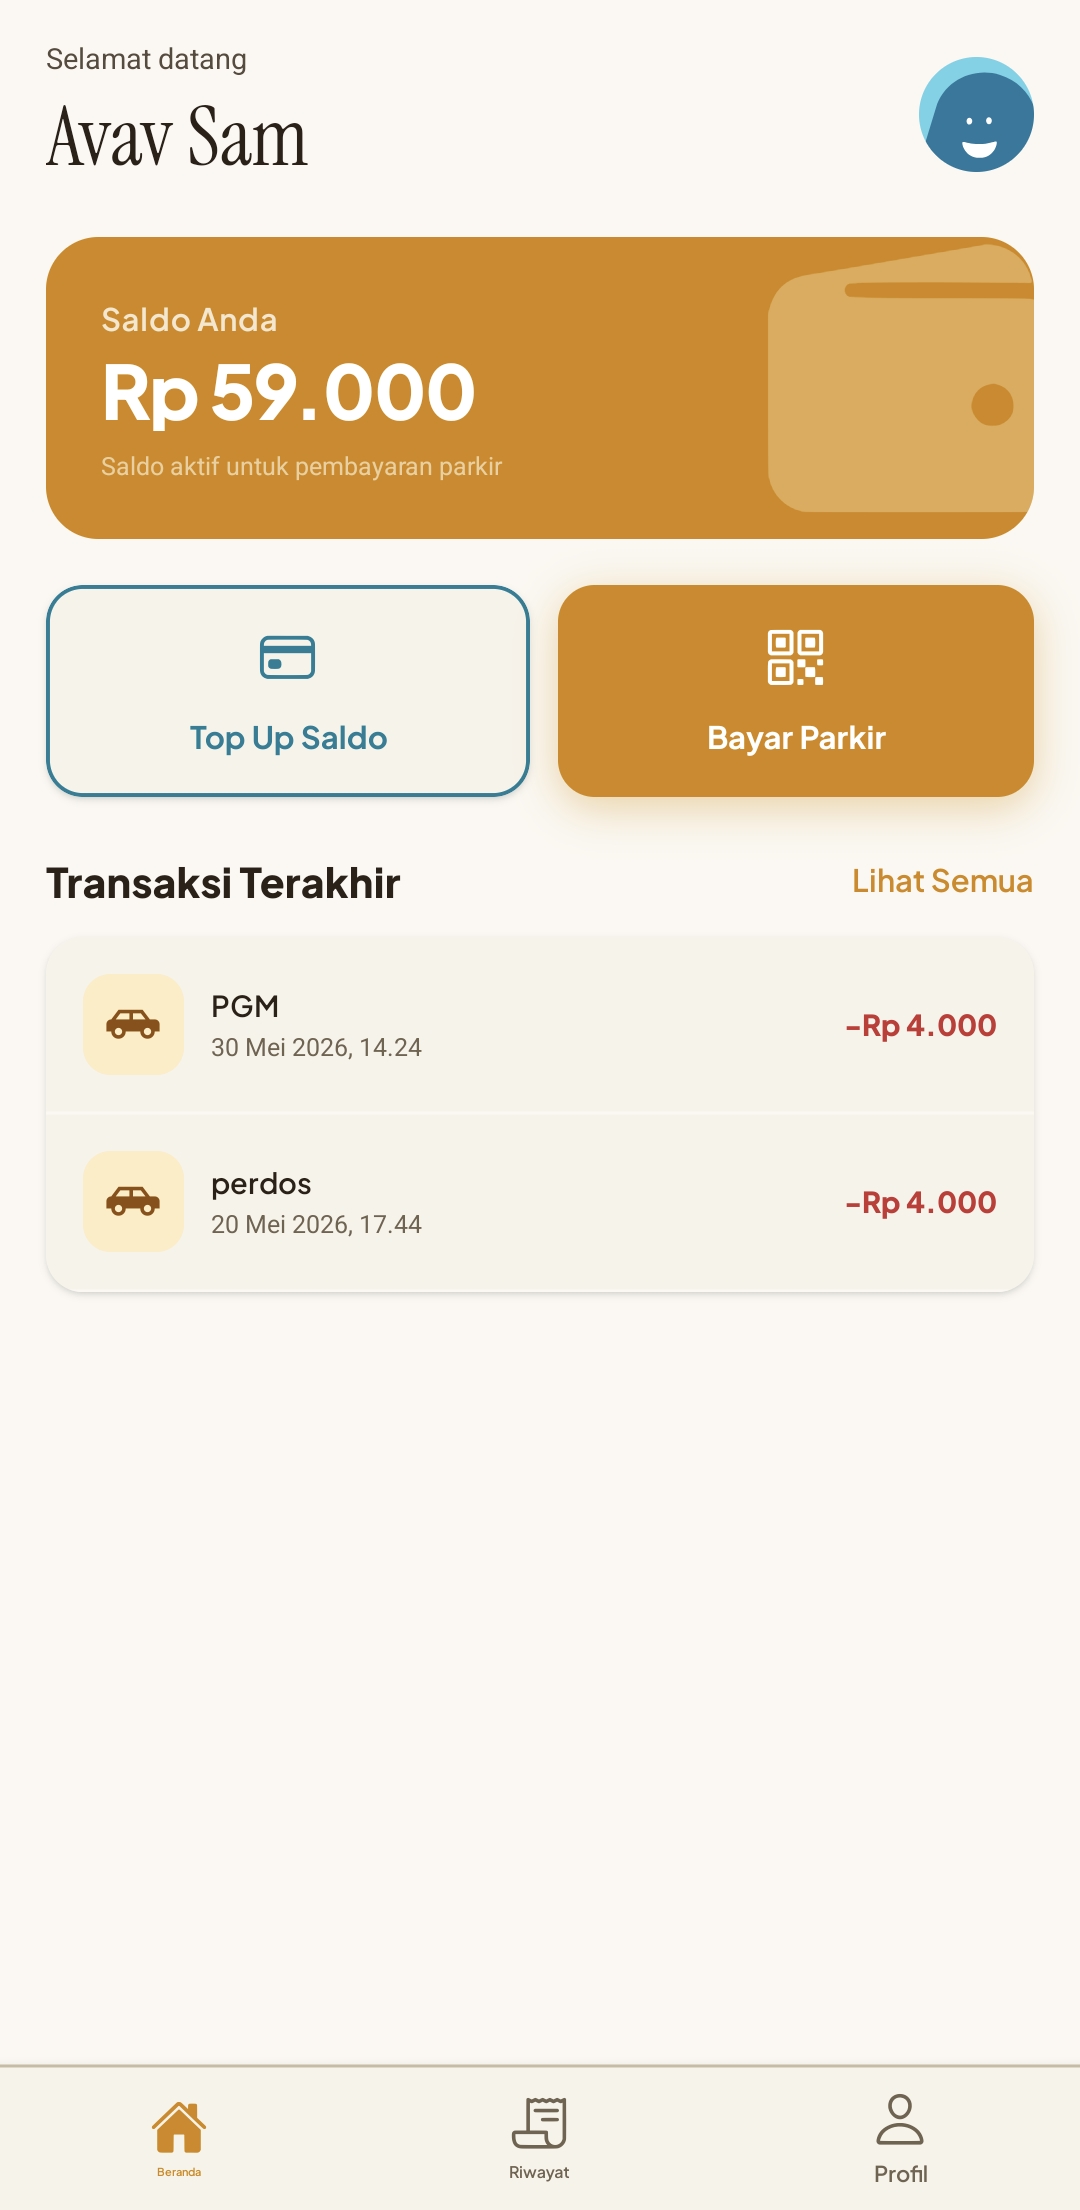 Selamat datang
Avav Sam
Saldo Anda
Rp 59.000
Saldo aktif untuk pembayaran parkir
Top Up Saldo
Bayar Parkir
Transaksi Terakhir
Lihat Semua
PGM
30 Mei 2026, 14.24
-Rp 4.000
perdos
20 Mei 2026, 17.44
-Rp 4.000
Beranda
Riwayat
Profil